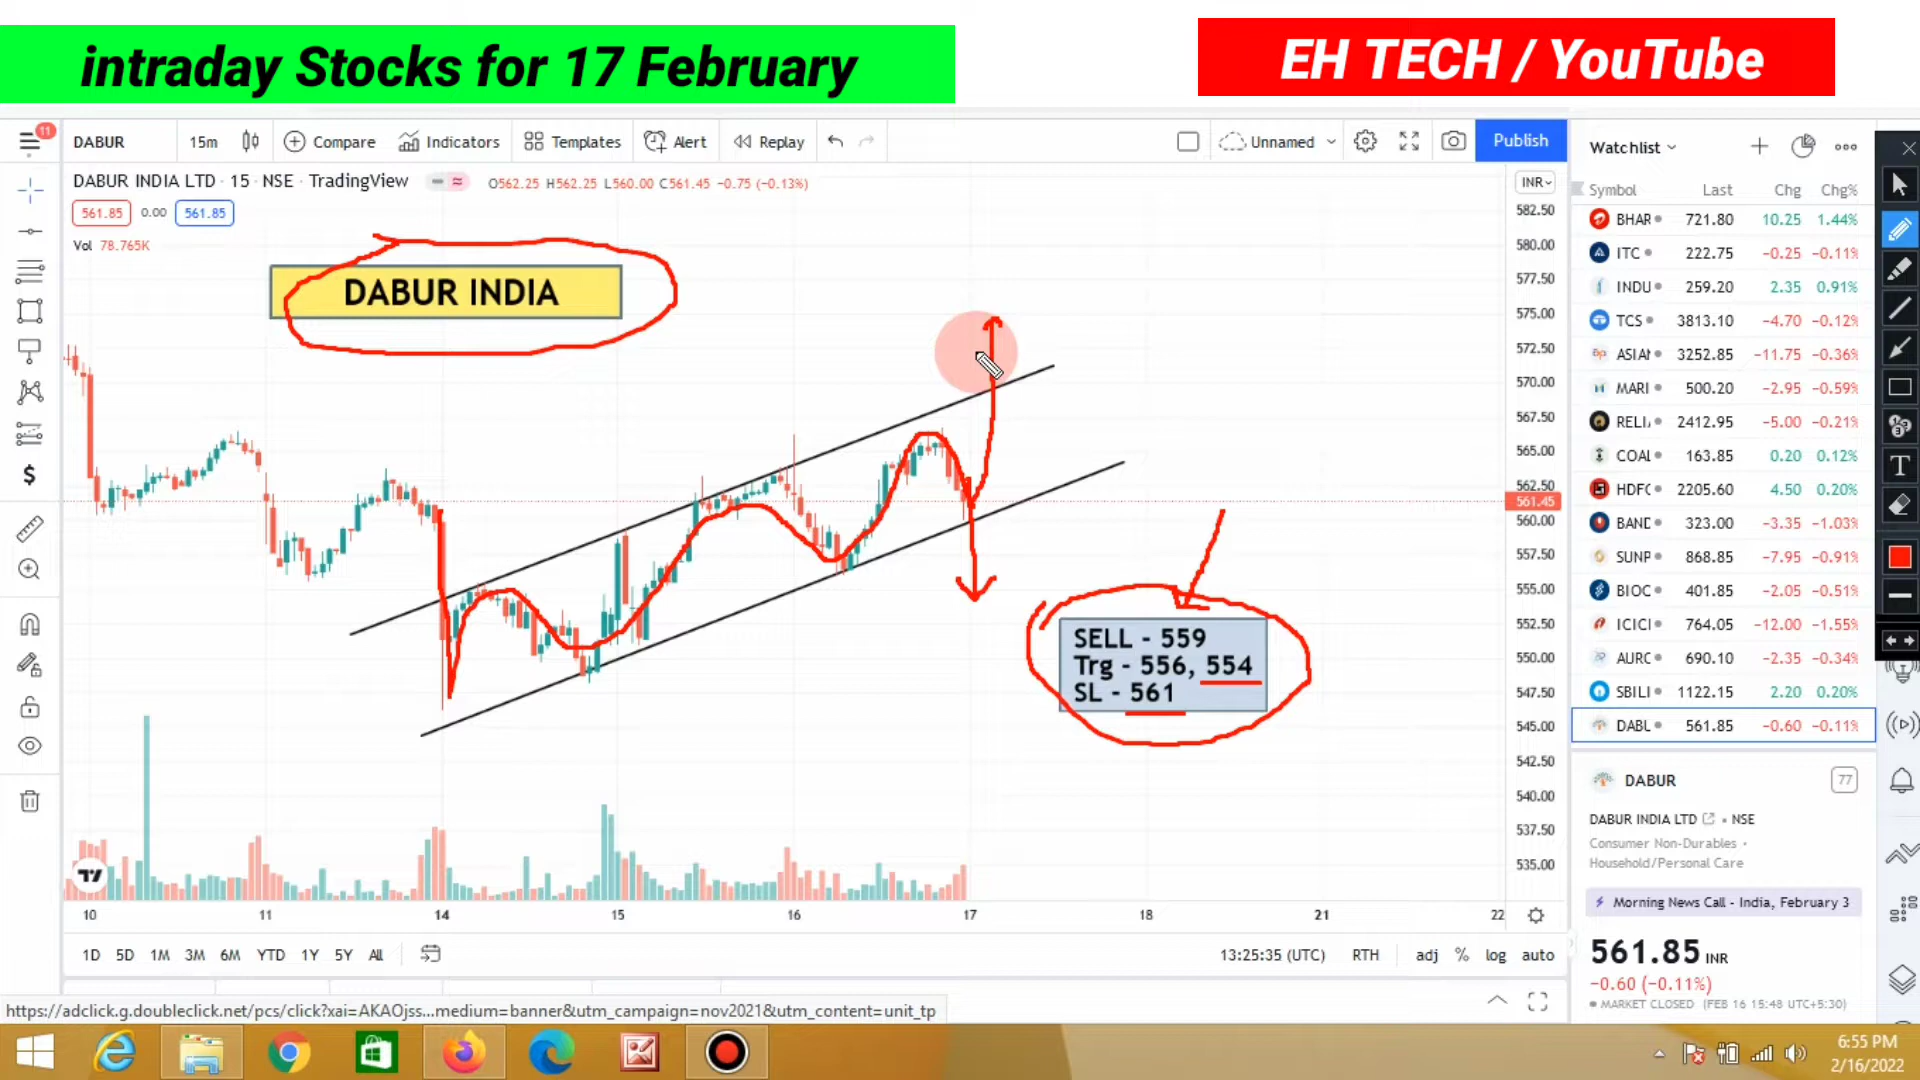 intraday Stocks for 17 February
EH TECH / YouTube
11
DABUR
15m
Compare
Indicators
Templates
Alert
Replay
Unnamed
Publish
DABUR INDIA LTD · 15 · NSE · TradingView
O562.25 H562.25 L560.00 C561.45 −0.75 (−0.13%)
561.85 0.00 561.85
Vol 78.765K
DABUR INDIA
SELL - 559
Trg - 556, 554
SL - 561
INR
582.50
580.00
577.50
575.00
572.50
570.00
567.50
565.00
562.50
561.45
560.00
557.50
555.00
552.50
550.00
547.50
545.00
542.50
540.00
537.50
535.00
10 11 14 15 16 17 18 21 22
1D 5D 1M 3M 6M YTD 1Y 5Y All
13:25:35 (UTC) RTH adj % log auto
Watchlist
Symbol Last Chg Chg%
BHAR 721.80 10.25 1.44%
ITC 222.75 −0.25 −0.11%
INDU 259.20 2.35 0.91%
TCS 3813.10 −4.70 −0.12%
ASIAN 3252.85 −11.75 −0.36%
MARI 500.20 −2.95 −0.59%
RELI 2412.95 −5.00 −0.21%
COAL 163.85 0.20 0.12%
HDFC 2205.60 4.50 0.20%
BAND 323.00 −3.35 −1.03%
SUNP 868.85 −7.95 −0.91%
BIOC 401.85 −2.05 −0.51%
ICICI 764.05 −12.00 −1.55%
AURO 690.10 −2.35 −0.34%
SBILI 1122.15 2.20 0.20%
DABU 561.85 −0.60 −0.11%
DABUR
77
DABUR INDIA LTD • NSE
Consumer Non-Durables •
Household/Personal Care
Morning News Call - India, February 3
561.85 INR
−0.60 (−0.11%)
MARKET CLOSED (FEB 16 15:48 UTC+5:30)
https://adclick.g.doubleclick.net/pcs/click?xai=AKAOjss...medium=banner&utm_campaign=nov2021&utm_content=unit_tp
6:55 PM
2/16/2022